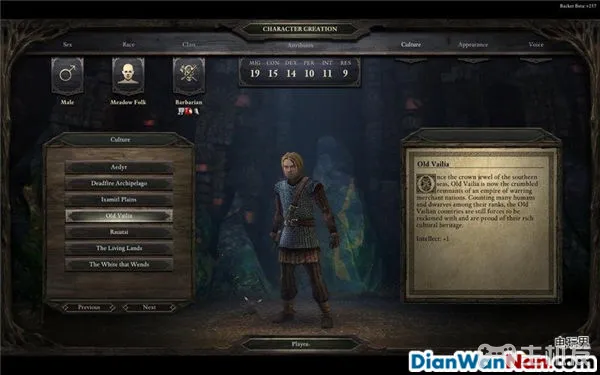 Backer Beta: v257
CHARACTER CREATION
Sex Race Class Attributes Culture Appearance Voice
MIG CON DEX PER INT RES
19 15 14 10 11 9
Male Meadow Folk Barbarian
Culture
Aedyr
Deadfire Archipelago
Ixamitl Plains
Old Vailia
Rauatai
The Living Lands
The White that Wends
Previous Next
Old Vailia
Once the crown jewel of the southern
seas, Old Vailia is now the crumbled
remnants of an empire of warring
merchant nations. Counting many humans
and dwarves among their ranks, the Old
Vailian countries are still forces to be
reckoned with and are proud of their rich
cultural heritage.
Intellect: +1
Player
电玩男
DianWanNan.com